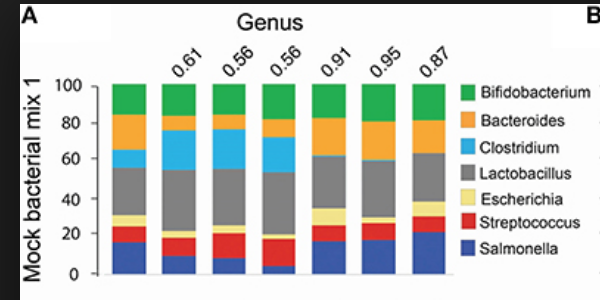 A
B
Genus
0.61 0.56 0.56 0.91 0.95 0.87
Mock bacterial mix 1
100
80
60
40
20
0
Bifidobacterium
Bacteroides
Clostridium
Lactobacillus
Escherichia
Streptococcus
Salmonella